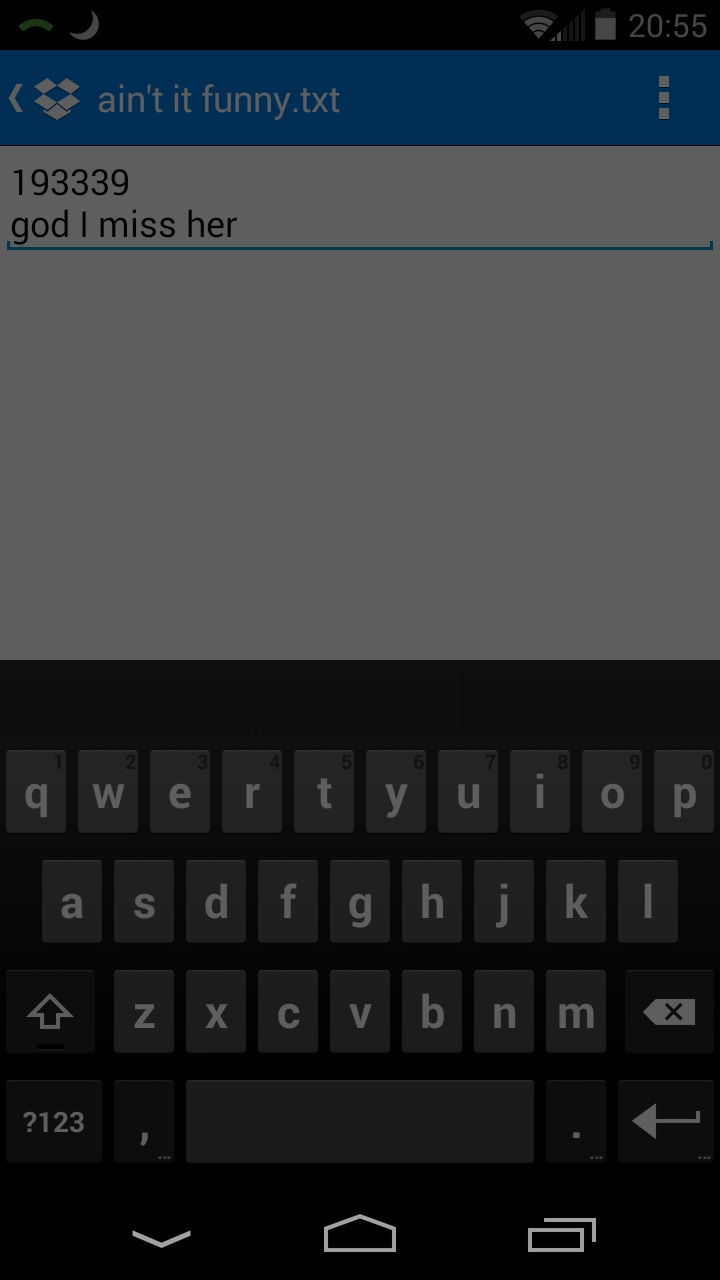 20:55
ain't it funny.txt
193339
god I miss her
1 2 3 4 5 6 7 8 9 0
q w e r t y u i o p
a s d f g h j k l
z x c v b n m
?123 , ... . ... ...